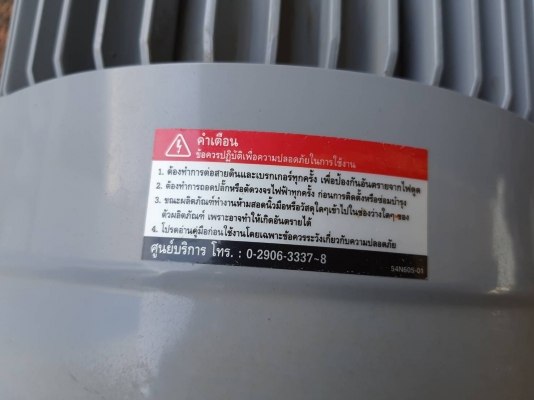 คำเตือน
ข้อควรปฏิบัติเพื่อความปลอดภัยในการใช้งาน
1. ต้องทำการต่อสายดินและเบรกเกอร์ทุกครั้ง เพื่อป้องกันอันตรายจากไฟดูด
2. ต้องทำการถอดปลั๊กหรือตัดวงจรไฟฟ้าทุกครั้ง ก่อนการติดตั้งหรือซ่อมบำรุง
3. ขณะผลิตภัณฑ์ทำงานห้ามสอดนิ้วมือหรือวัสดุใดๆเข้าไปในช่องว่างใดๆของ
ตัวผลิตภัณฑ์ เพราะอาจทำให้เกิดอันตรายได้
4. โปรดอ่านคู่มือก่อนใช้งานโดยเฉพาะข้อควรระวังเกี่ยวกับความปลอดภัย
ศูนย์บริการ โทร. : 0-2906-3337~8
S4N605-01